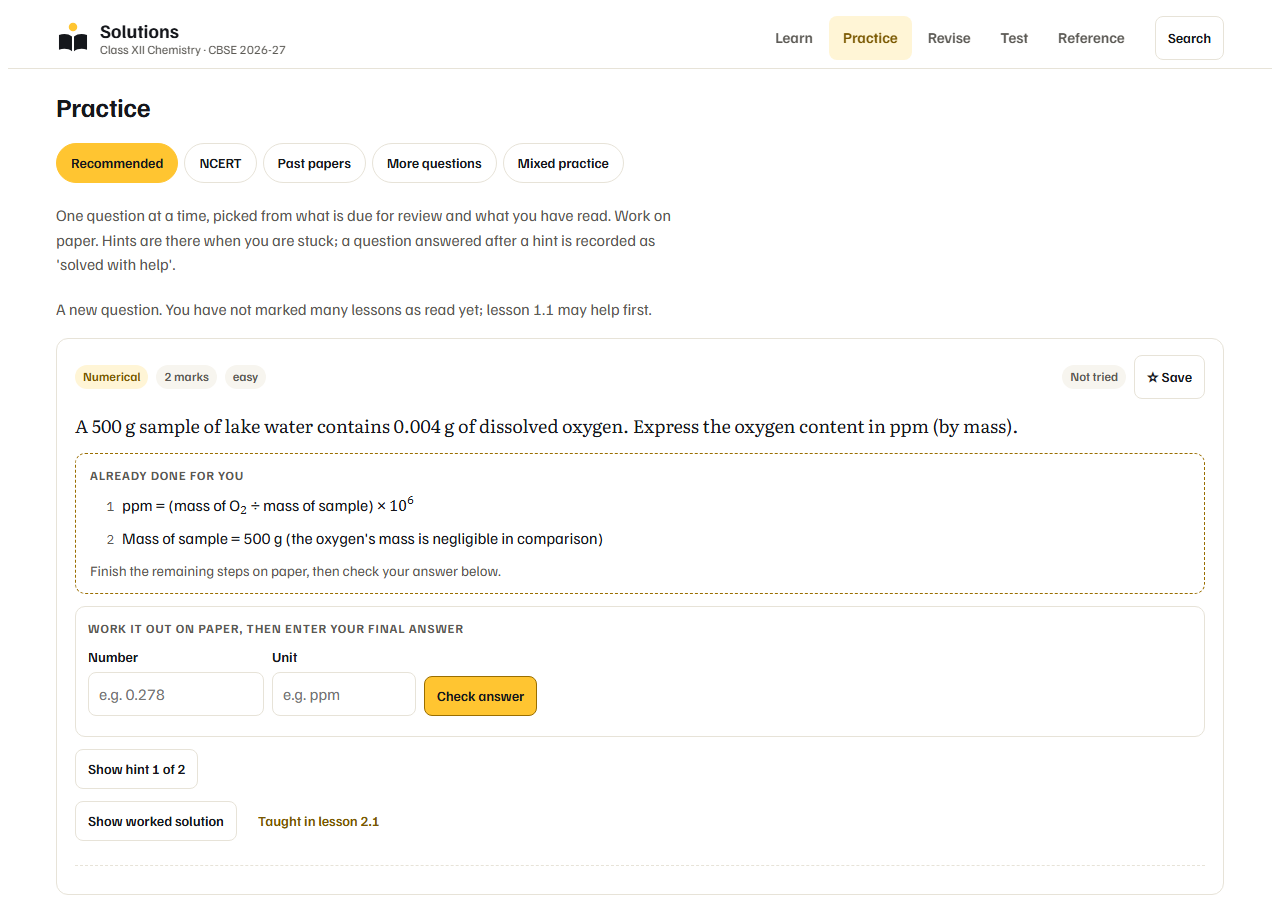 Solutions
Class XII Chemistry · CBSE 2026-27
Learn
Practice
Revise
Test
Reference
Search
Practice
Recommended
NCERT
Past papers
More questions
Mixed practice
One question at a time, picked from what is due for review and what you have read. Work on
paper. Hints are there when you are stuck; a question answered after a hint is recorded as
'solved with help'.
A new question. You have not marked many lessons as read yet; lesson 1.1 may help first.
Numerical
2 marks
easy
Not tried
☆ Save
A 500 g sample of lake water contains 0.004 g of dissolved oxygen. Express the oxygen content in ppm (by mass).
ALREADY DONE FOR YOU
1 ppm = (mass of O₂ ÷ mass of sample) × 10⁶
2 Mass of sample = 500 g (the oxygen's mass is negligible in comparison)
Finish the remaining steps on paper, then check your answer below.
WORK IT OUT ON PAPER, THEN ENTER YOUR FINAL ANSWER
Number
Unit
e.g. 0.278
e.g. ppm
Check answer
Show hint 1 of 2
Show worked solution
Taught in lesson 2.1